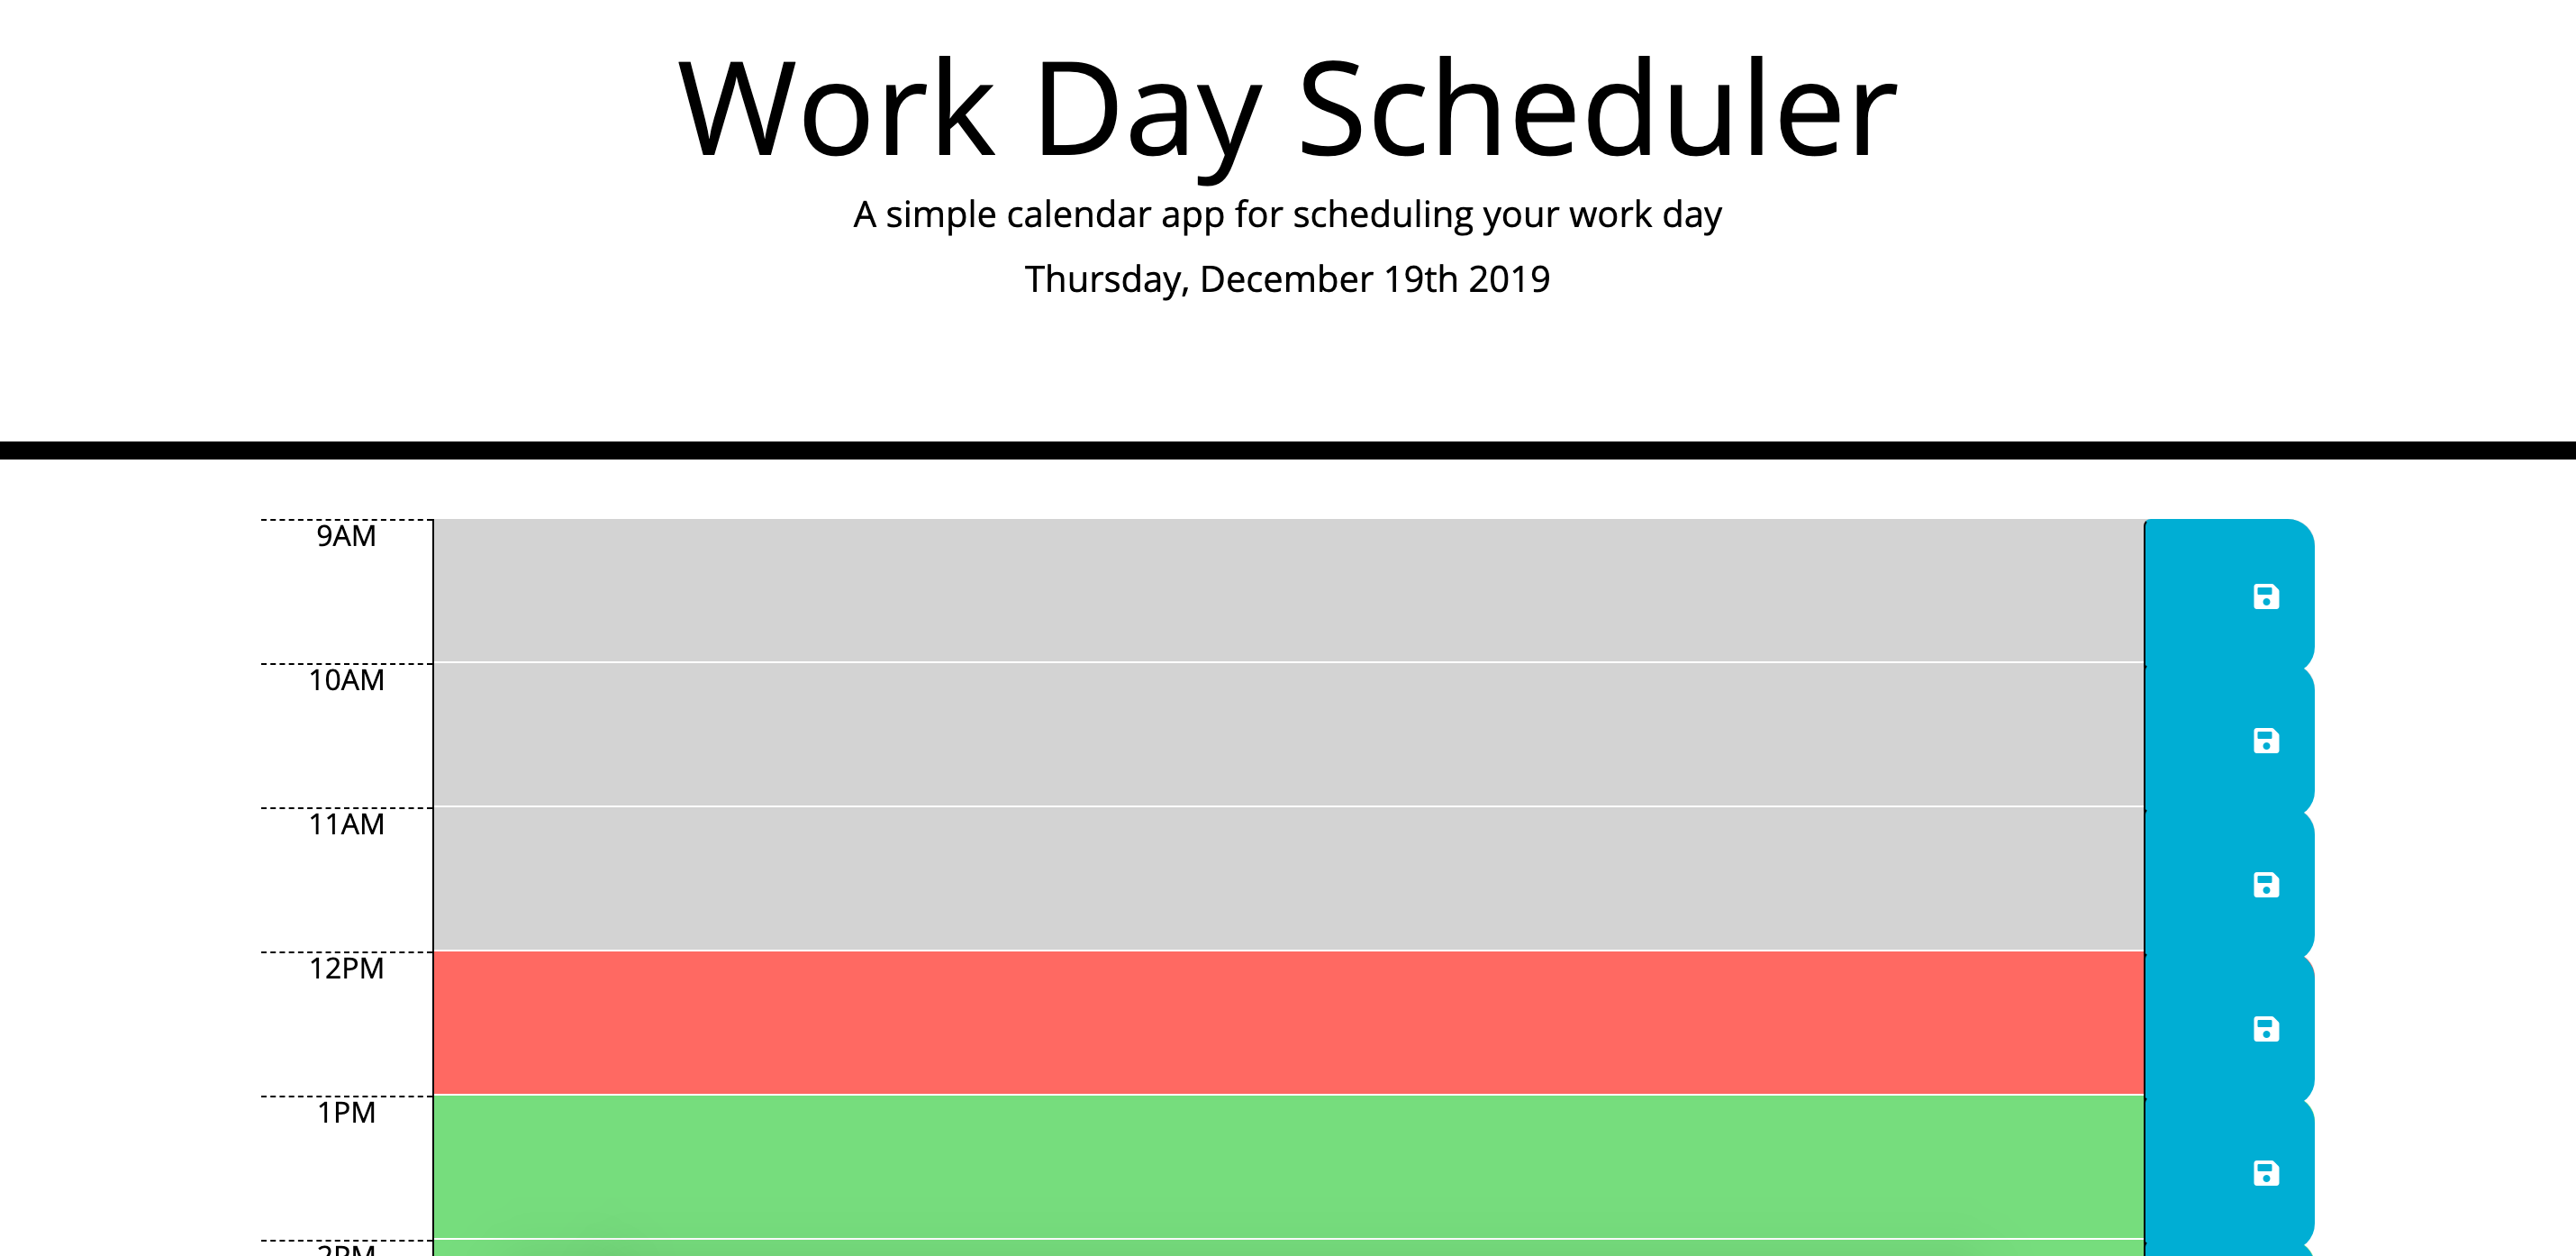 Work Day Scheduler
A simple calendar app for scheduling your work day
Thursday, December 19th 2019
9AM
10AM
11AM
12PM
1PM
2PM